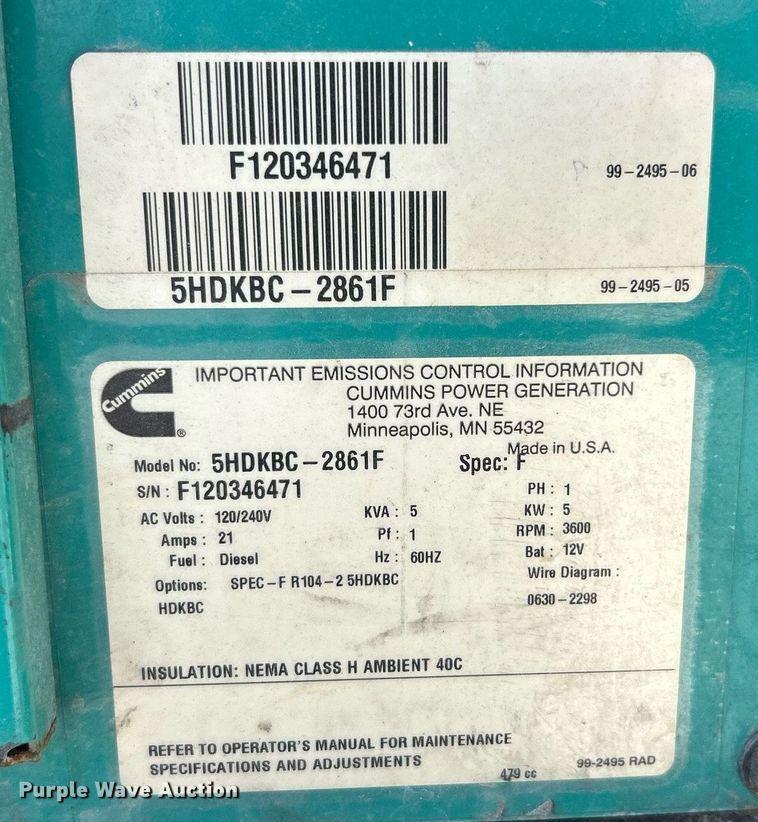 F120346471
99-2495-06
5HDKBC-2861F
99-2495-05
Cummins ®
IMPORTANT EMISSIONS CONTROL INFORMATION
CUMMINS POWER GENERATION
1400 73rd Ave. NE
Minneapolis, MN 55432
Made in U.S.A.
Model No: 5HDKBC-2861F Spec: F
S/N: F120346471 PH: 1
AC Volts: 120/240V KVA: 5 KW: 5
Amps: 21 Pf: 1 RPM: 3600
Fuel: Diesel Hz: 60HZ Bat: 12V
Options: SPEC-F R104-2 5HDKBC Wire Diagram:
HDKBC 0630-2298
INSULATION: NEMA CLASS H AMBIENT 40C
REFER TO OPERATOR'S MANUAL FOR MAINTENANCE
SPECIFICATIONS AND ADJUSTMENTS 479 cc 99-2495 RAD
Purple Wave Auction